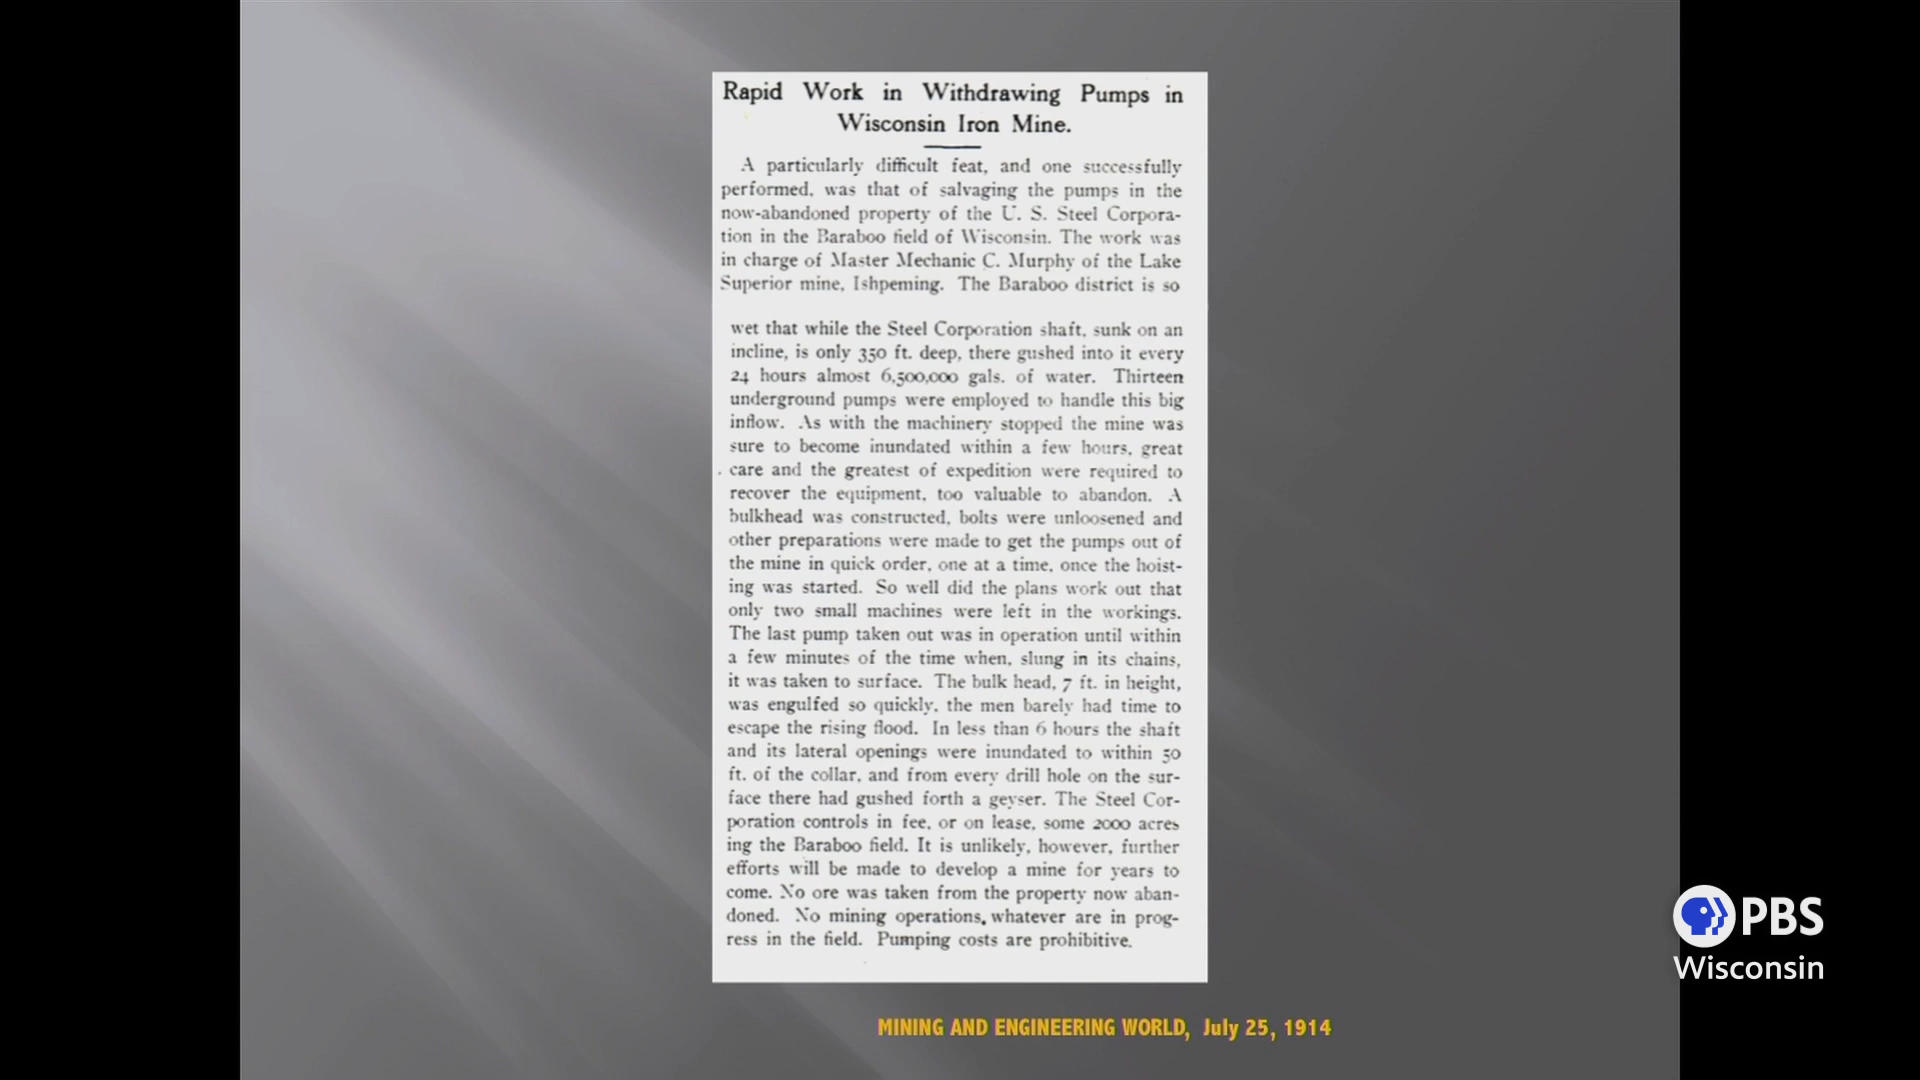 Rapid Work in Withdrawing Pumps in
Wisconsin Iron Mine.
A particularly difficult feat, and one successfully
performed, was that of salvaging the pumps in the
now-abandoned property of the U. S. Steel Corpora-
tion in the Baraboo field of Wisconsin. The work was
in charge of Master Mechanic C. Murphy of the Lake
Superior mine, Ishpeming. The Baraboo district is so
wet that while the Steel Corporation shaft, sunk on an
incline, is only 350 ft. deep, there gushed into it every
24 hours almost 6,500,000 gals. of water. Thirteen
underground pumps were employed to handle this big
inflow. As with the machinery stopped the mine was
sure to become inundated within a few hours, great
care and the greatest of expedition were required to
recover the equipment, too valuable to abandon. A
bulkhead was constructed, bolts were unloosened and
other preparations were made to get the pumps out of
the mine in quick order, one at a time, once the hoist-
ing was started. So well did the plans work out that
only two small machines were left in the workings.
The last pump taken out was in operation until within
a few minutes of the time when, slung in its chains,
it was taken to surface. The bulk head, 7 ft. in height,
was engulfed so quickly, the men barely had time to
escape the rising flood. In less than 6 hours the shaft
and its lateral openings were inundated to within 50
ft. of the collar, and from every drill hole on the sur-
face there had gushed forth a geyser. The Steel Cor-
poration controls in fee, or on lease, some 2000 acres
ing the Baraboo field. It is unlikely, however, further
efforts will be made to develop a mine for years to
come. No ore was taken from the property now aban-
doned. No mining operations, whatever are in prog-
ress in the field. Pumping costs are prohibitive.
PBS
Wisconsin
MINING AND ENGINEERING WORLD, July 25, 1914